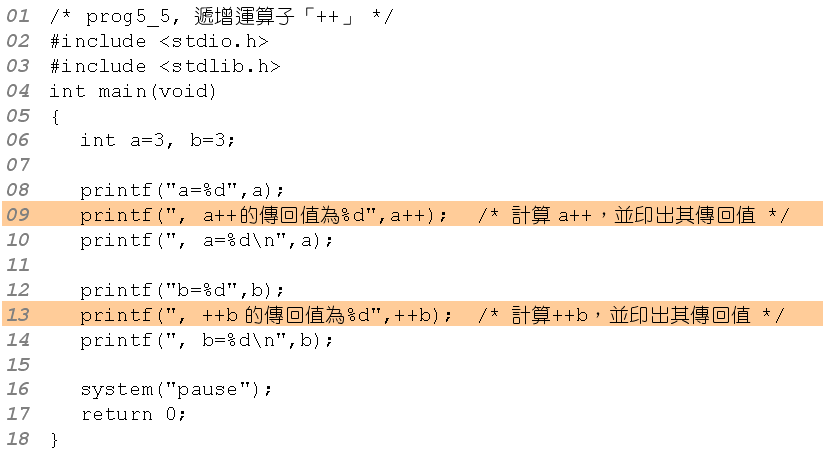 01 /* prog5_5, 遞增運算子「++」 */
02 #include <stdio.h>
03 #include <stdlib.h>
04 int main(void)
05 {
06    int a=3, b=3;
07
08    printf("a=%d",a);
09    printf(", a++的傳回值為%d",a++);  /* 計算 a++，並印出其傳回值 */
10    printf(", a=%d\n",a);
11
12    printf("b=%d",b);
13    printf(", ++b 的傳回值為%d",++b);  /* 計算++b，並印出其傳回值 */
14    printf(", b=%d\n",b);
15
16    system("pause");
17    return 0;
18 }